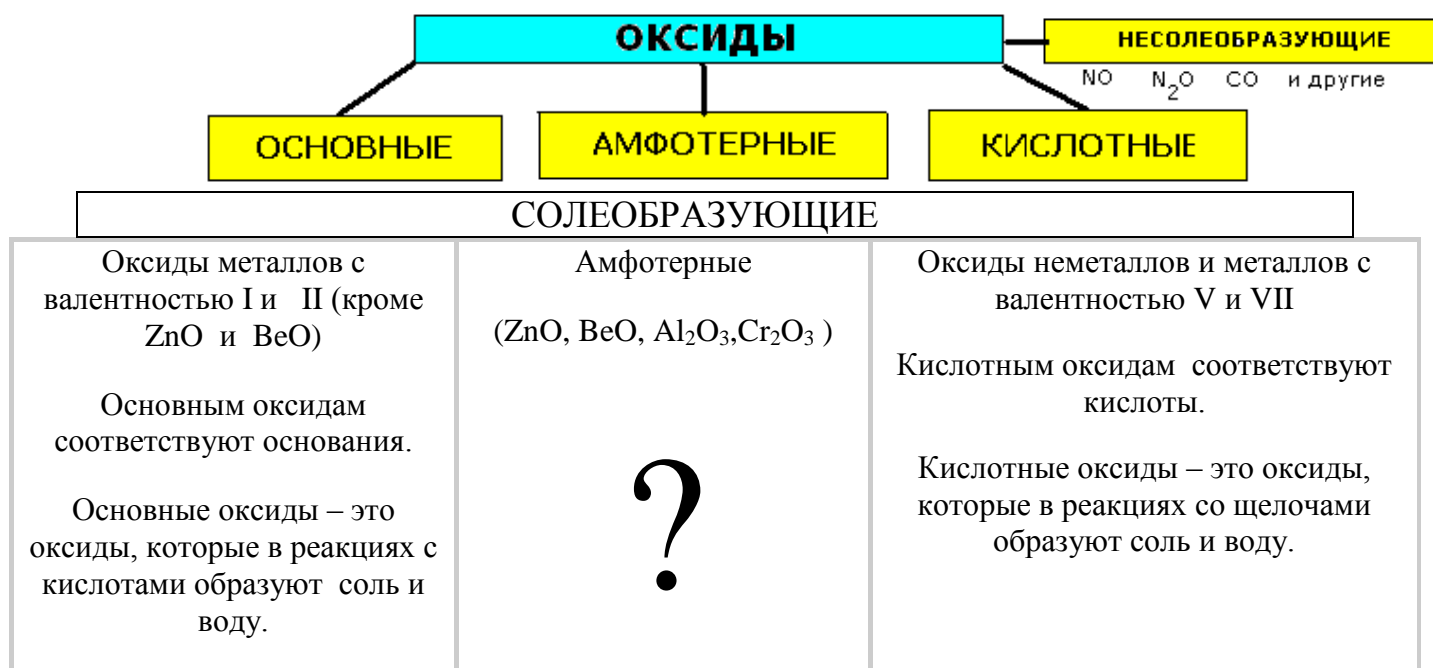 ОКСИДЫ
НЕСОЛЕОБРАЗУЮЩИЕ
NO N2O CO и другие
ОСНОВНЫЕ
АМФОТЕРНЫЕ
КИСЛОТНЫЕ
СОЛЕОБРАЗУЮЩИЕ
Оксиды металлов с
валентностью I и II (кроме
ZnO и BeO)
Основным оксидам
соответствуют основания.
Основные оксиды – это
оксиды, которые в реакциях с
кислотами образуют соль и
воду.
Амфотерные
(ZnO, BeO, Al2O3,Cr2O3 )
?
Оксиды неметаллов и металлов с
валентностью V и VII
Кислотным оксидам соответствуют
кислоты.
Кислотные оксиды – это оксиды,
которые в реакциях со щелочами
образуют соль и воду.